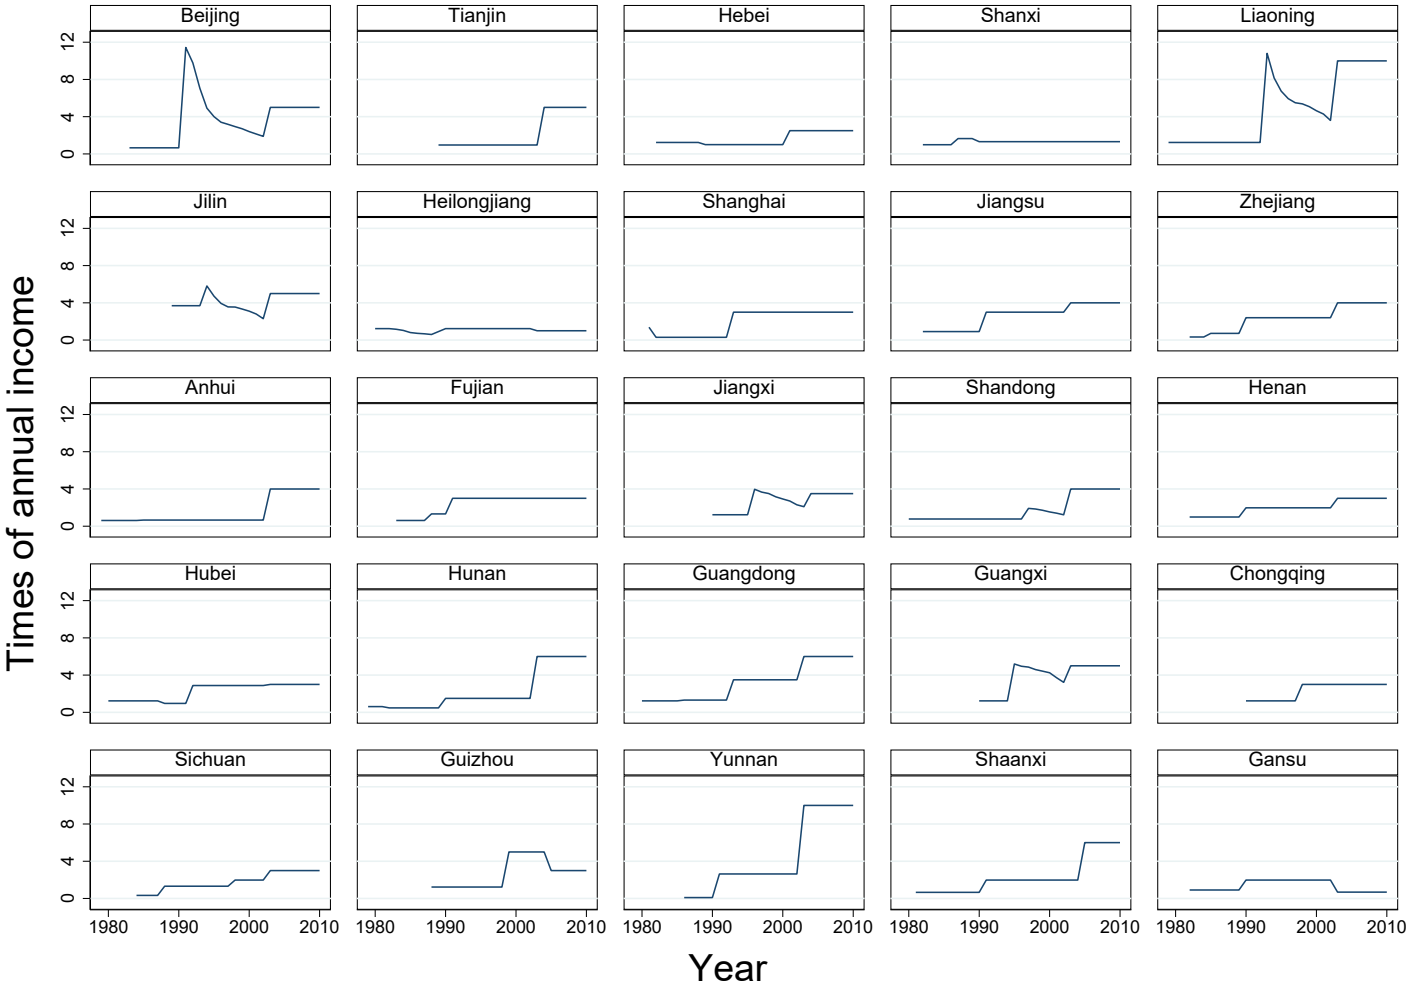 Beijing Tianjin Hebei Shanxi Liaoning
12
8
4
0
Jilin Heilongjiang Shanghai Jiangsu Zhejiang
12
8
4
0
Anhui Fujian Jiangxi Shandong Henan
12
8
4
0
Hubei Hunan Guangdong Guangxi Chongqing
12
8
4
0
Sichuan Guizhou Yunnan Shaanxi Gansu
12
8
4
0
1980 1990 2000 2010 1980 1990 2000 2010 1980 1990 2000 2010 1980 1990 2000 2010 1980 1990 2000 2010
Times of annual income
Year